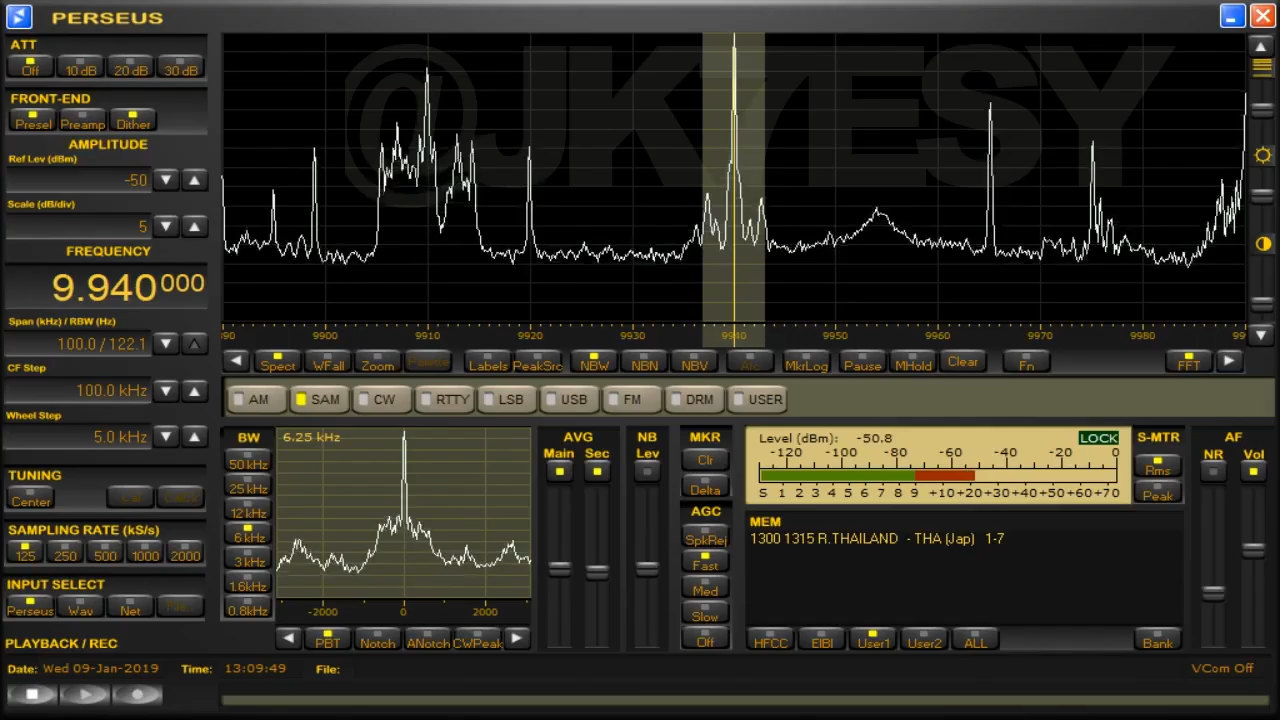 PERSEUS
@JK7ESY
ATT
Off 10 dB 20 dB 30 dB
FRONT-END
Presel Preamp Dither
AMPLITUDE
Ref Lev (dBm)
-50
Scale (dB/div)
5
FREQUENCY
9.940 000
Span (kHz) / RBW (Hz)
100.0 / 122.1
CF Step
100.0 kHz
Wheel Step
5.0 kHz
TUNING
Center
SAMPLING RATE (kS/s)
125 250 500 1000 2000
INPUT SELECT
Perseus Wav Net
PLAYBACK / REC
Date: Wed 09-Jan-2019 Time: 13:09:49 File:
VCom Off
90 9900 9910 9920 9930 9940 9950 9960 9970 9980 99
Spect WFall Zoom Labels PeakSrc NBW NBN NBV MkrLog Pause MHold Clear Fn FFT
AM SAM CW RTTY LSB USB FM DRM USER
BW
50 kHz
25 kHz
12 kHz
6 kHz
3 kHz
1.6kHz
0.8kHz
6.25 kHz
-2000 0 2000
PBT Notch ANotch CWPeak
AVG
Main Sec
NB
Lev
MKR
Clr
Delta
AGC
SpkRej
Fast
Med
Slow
Off
Level (dBm): -50.8 LOCK
-120 -100 -80 -60 -40 -20 0
S 1 2 3 4 5 6 7 8 9 +10 +20 +30 +40 +50 +60 +70
S-MTR
Rms
Peak
AF
NR Vol
MEM
1300 1315 R.THAILAND - THA (Jap) 1-7
HFCC EIBI User1 User2 ALL Bank